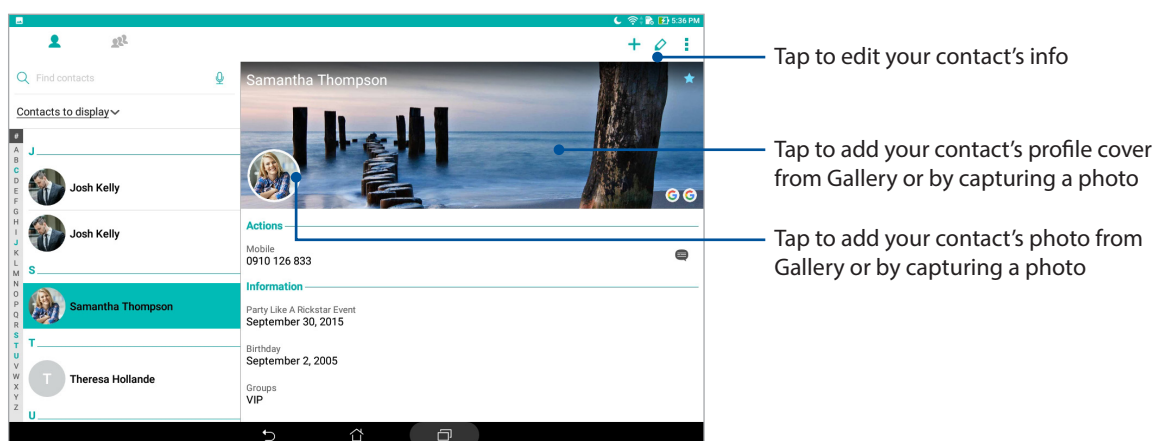 5:36 PM
Find contacts
Contacts to display
#
A
B
C
D
E
F
G
H
I
J
K
L
M
N
O
P
Q
R
S
T
U
V
W
X
Y
Z
J
Josh Kelly
Josh Kelly
S
Samantha Thompson
T
T
Theresa Hollande
U
Samantha Thompson
G G
Actions
Mobile
0910 126 833
Information
Party Like A Rickstar Event
September 30, 2015
Birthday
September 2, 2005
Groups
VIP
Tap to edit your contact's info
Tap to add your contact's profile cover
from Gallery or by capturing a photo
Tap to add your contact's photo from
Gallery or by capturing a photo